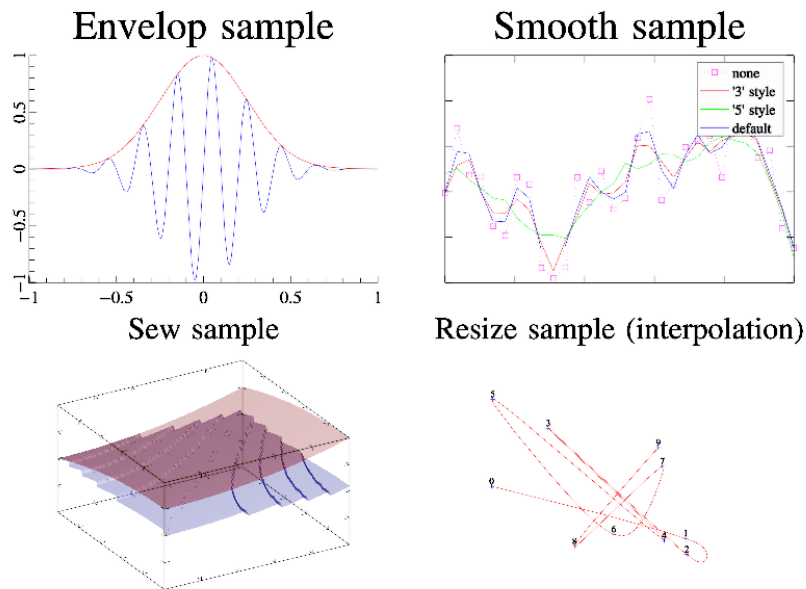 Envelop sample
Smooth sample
none
'3' style
'5' style
default
1
0.5
0
−0.5
−1
−1
−0.5
0
0.5
1
Sew sample
Resize sample (interpolation)
5
3
9
7
0
6
4
1
8
2